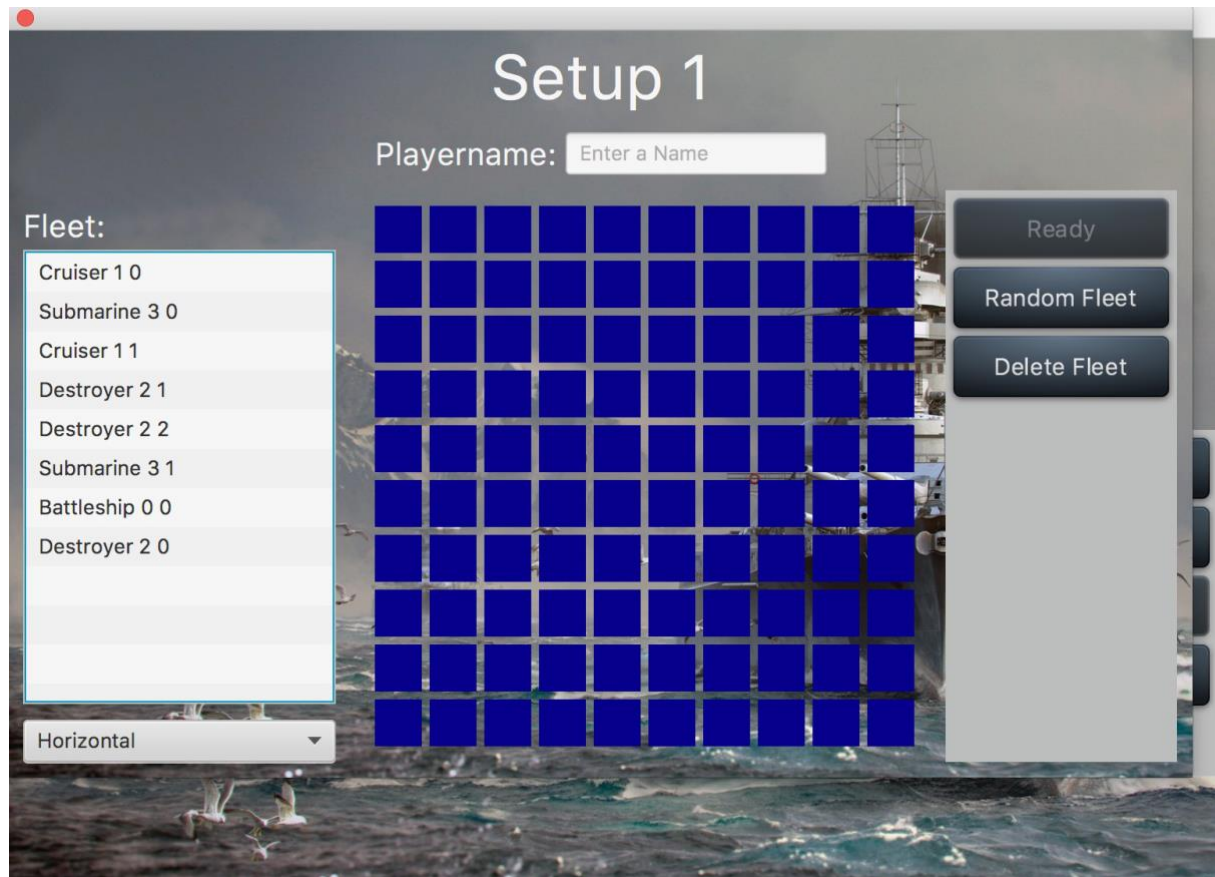 Setup 1
Playername: Enter a Name
Fleet:
Cruiser 1 0
Submarine 3 0
Cruiser 1 1
Destroyer 2 1
Destroyer 2 2
Submarine 3 1
Battleship 0 0
Destroyer 2 0
Horizontal
Ready
Random Fleet
Delete Fleet